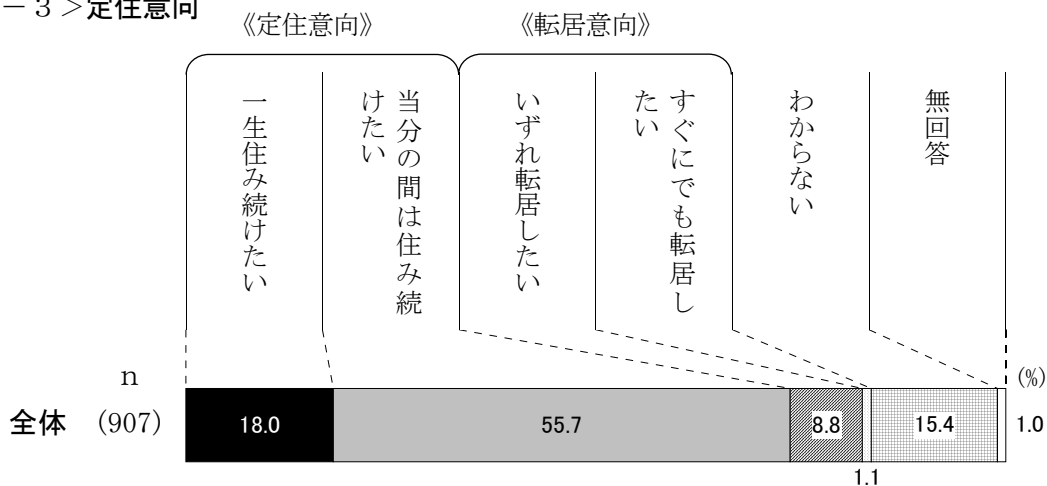 －３＞定住意向
《定住意向》
《転居意向》
一生住み続けたい
当分の間は住み続
けたい
いずれ転居したい
すぐにでも転居し
たい
わからない
無回答
n
(%)
全体 (907)
18.0
55.7
8.8
15.4
1.0
1.1